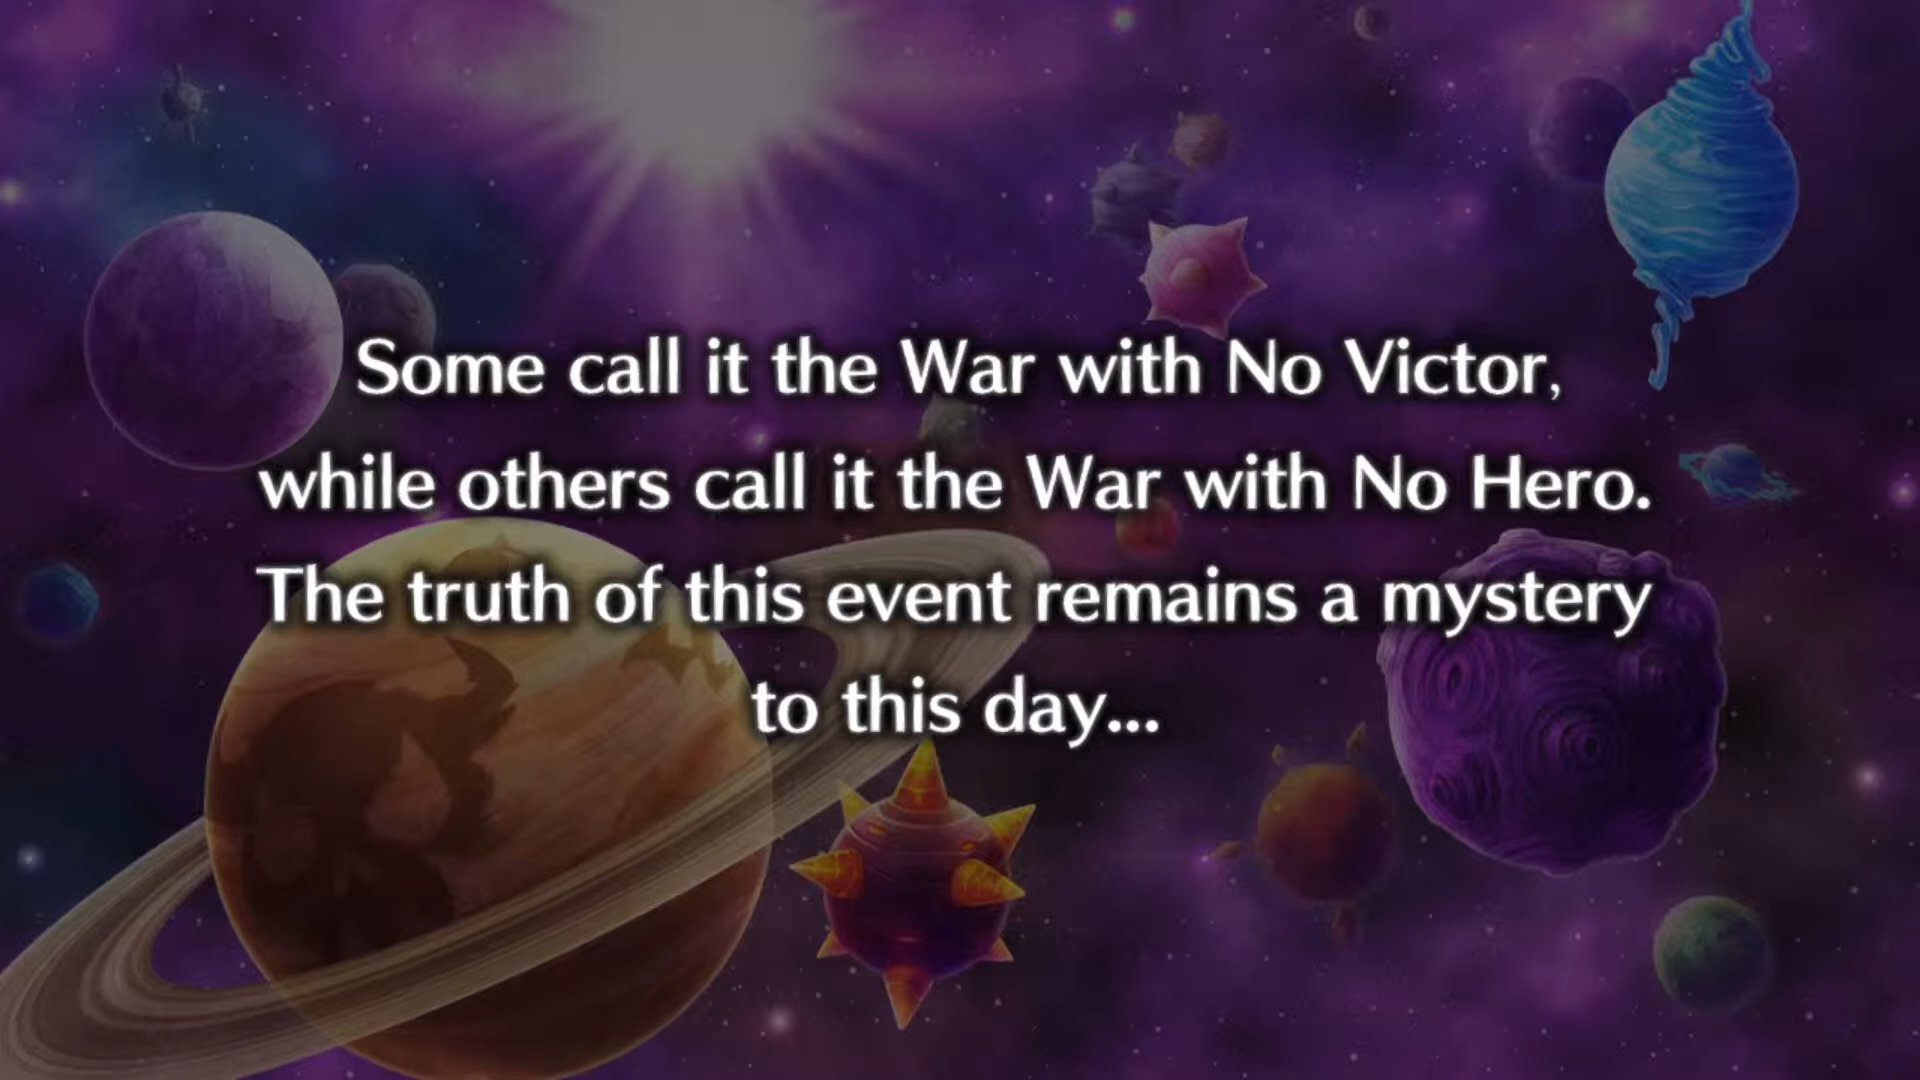 Some call it the War with No Victor,
while others call it the War with No Hero.
The truth of this event remains a mystery
to this day...